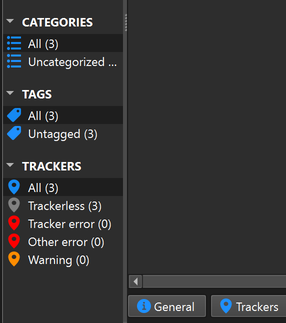 CATEGORIES
All (3)
Uncategorized ...
TAGS
All (3)
Untagged (3)
TRACKERS
All (3)
Trackerless (3)
Tracker error (0)
Other error (0)
Warning (0)
General
Trackers